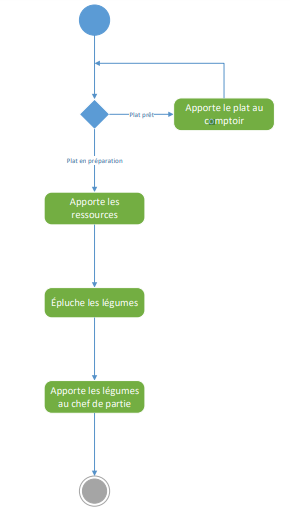 Apporte le plat au
comptoir
Plat prêt
Plat en préparation
Apporte les
ressources
Épluche les légumes
Apporte les légumes
au chef de partie